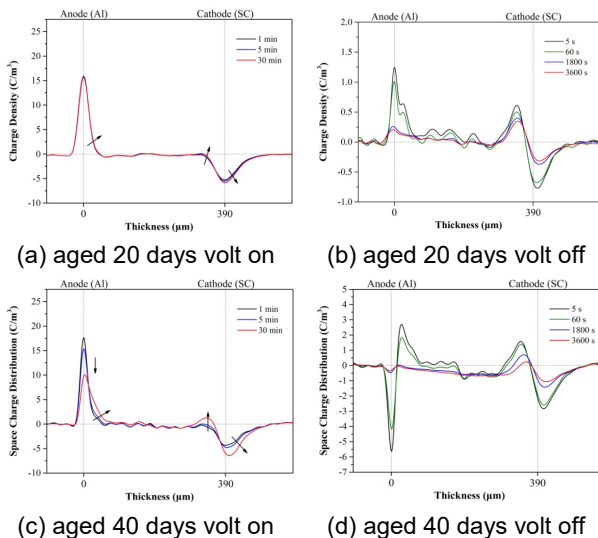 Anode (Al) Cathode (SC)
1 min
5 min
30 min
Charge Density (C/m³)
25
20
15
10
5
0
-5
-10
0 390
Thickness (µm)
(a) aged 20 days volt on
Anode (Al) Cathode (SC)
5 s
60 s
1800 s
3600 s
Charge Density (C/m³)
2.0
1.5
1.0
0.5
0.0
-0.5
-1.0
0 390
Thickness (µm)
(b) aged 20 days volt off
Anode (Al) Cathode (SC)
1 min
5 min
30 min
Space Charge Distribution (C/m³)
25
20
15
10
5
0
-5
-10
0 390
Thickness (µm)
(c) aged 40 days volt on
Anode (Al) Cathode (SC)
5 s
60 s
1800 s
3600 s
Space Charge Distribution (C/m³)
5
4
3
2
1
0
-1
-2
-3
-4
-5
-6
-7
0 390
Thickness (µm)
(d) aged 40 days volt off